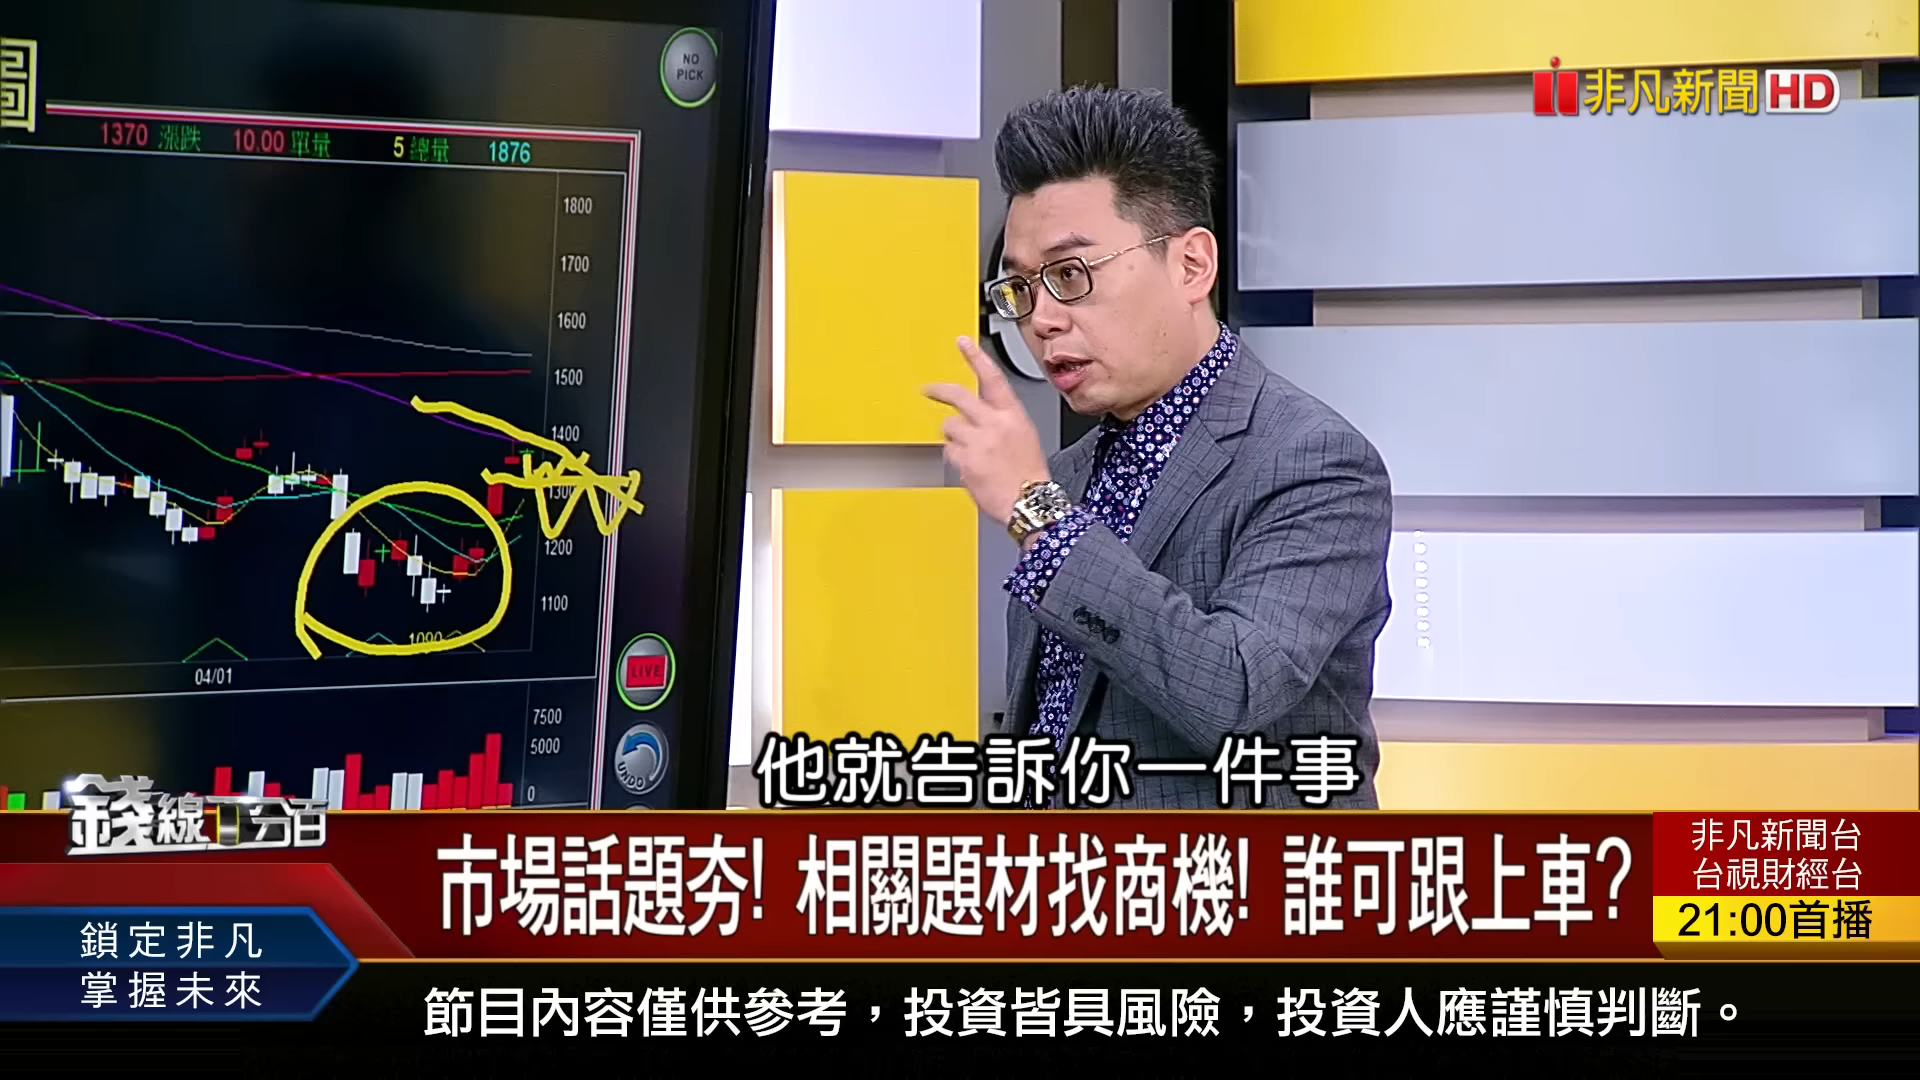 圖
NO
PICK
非凡新聞HD
1370 漲跌 10.00 單量 5 總量 1876
1800
1700
1600
1500
1400
1300
1200
1100
1090
04/01
LIVE
7500
5000
0
UNDO
他就告訴你一件事
錢線百分百
市場話題夯! 相關題材找商機! 誰可跟上車?
非凡新聞台
台視財經台
21:00首播
鎖定非凡
掌握未來
節目內容僅供參考，投資皆具風險，投資人應謹慎判斷。